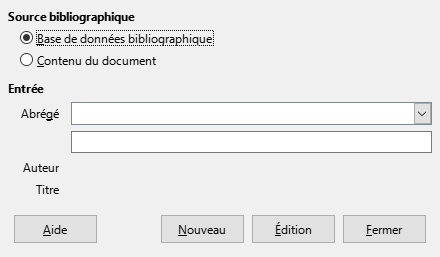 Source bibliographique
Base de données bibliographique
Contenu du document
Entrée
Abrégé
Auteur
Titre
Aide
Nouveau
Édition
Fermer